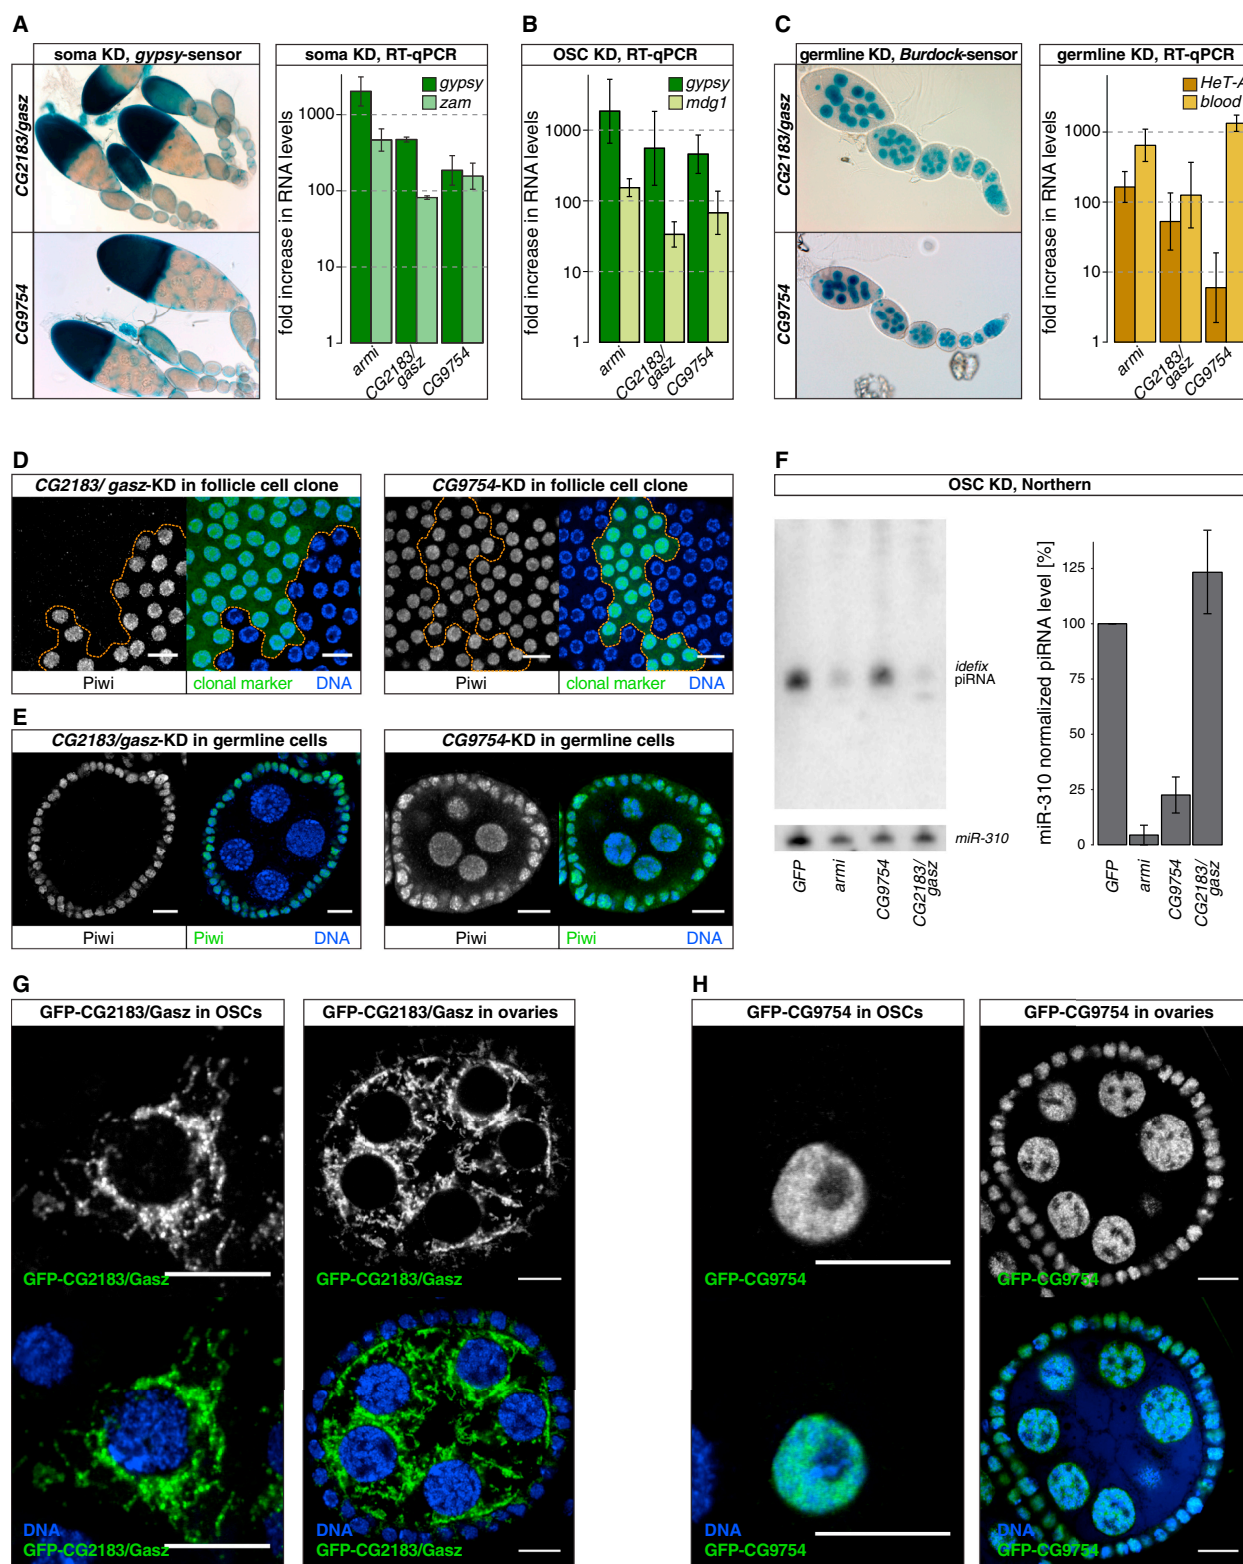 A
soma KD, gypsy-sensor
CG2183/gasz
CG9754
soma KD, RT-qPCR
fold increase in RNA levels
1000
100
10
1
gypsy
zam
armi
CG2183/
gasz
CG9754
B
OSC KD, RT-qPCR
fold increase in RNA levels
1000
100
10
1
gypsy
mdg1
armi
CG2183/
gasz
CG9754
C
germline KD, Burdock-sensor
CG2183/gasz
CG9754
germline KD, RT-qPCR
fold increase in RNA levels
1000
100
10
1
HeT-A
blood
armi
CG2183/
gasz
CG9754
D
CG2183/ gasz-KD in follicle cell clone
Piwi
clonal marker DNA
CG9754-KD in follicle cell clone
Piwi
clonal marker DNA
E
CG2183/gasz-KD in germline cells
Piwi
Piwi DNA
CG9754-KD in germline cells
Piwi
Piwi DNA
F
OSC KD, Northern
idefix
piRNA
miR-310
GFP
armi
CG9754
CG2183/
gasz
miR-310 normalized piRNA level [%]
125
100
75
50
25
0
GFP
armi
CG9754
CG2183/
gasz
G
GFP-CG2183/Gasz in OSCs
GFP-CG2183/Gasz
DNA
GFP-CG2183/Gasz
GFP-CG2183/Gasz in ovaries
GFP-CG2183/Gasz
DNA
GFP-CG2183/Gasz
H
GFP-CG9754 in OSCs
GFP-CG9754
DNA
GFP-CG9754
GFP-CG9754 in ovaries
GFP-CG9754
DNA
GFP-CG9754